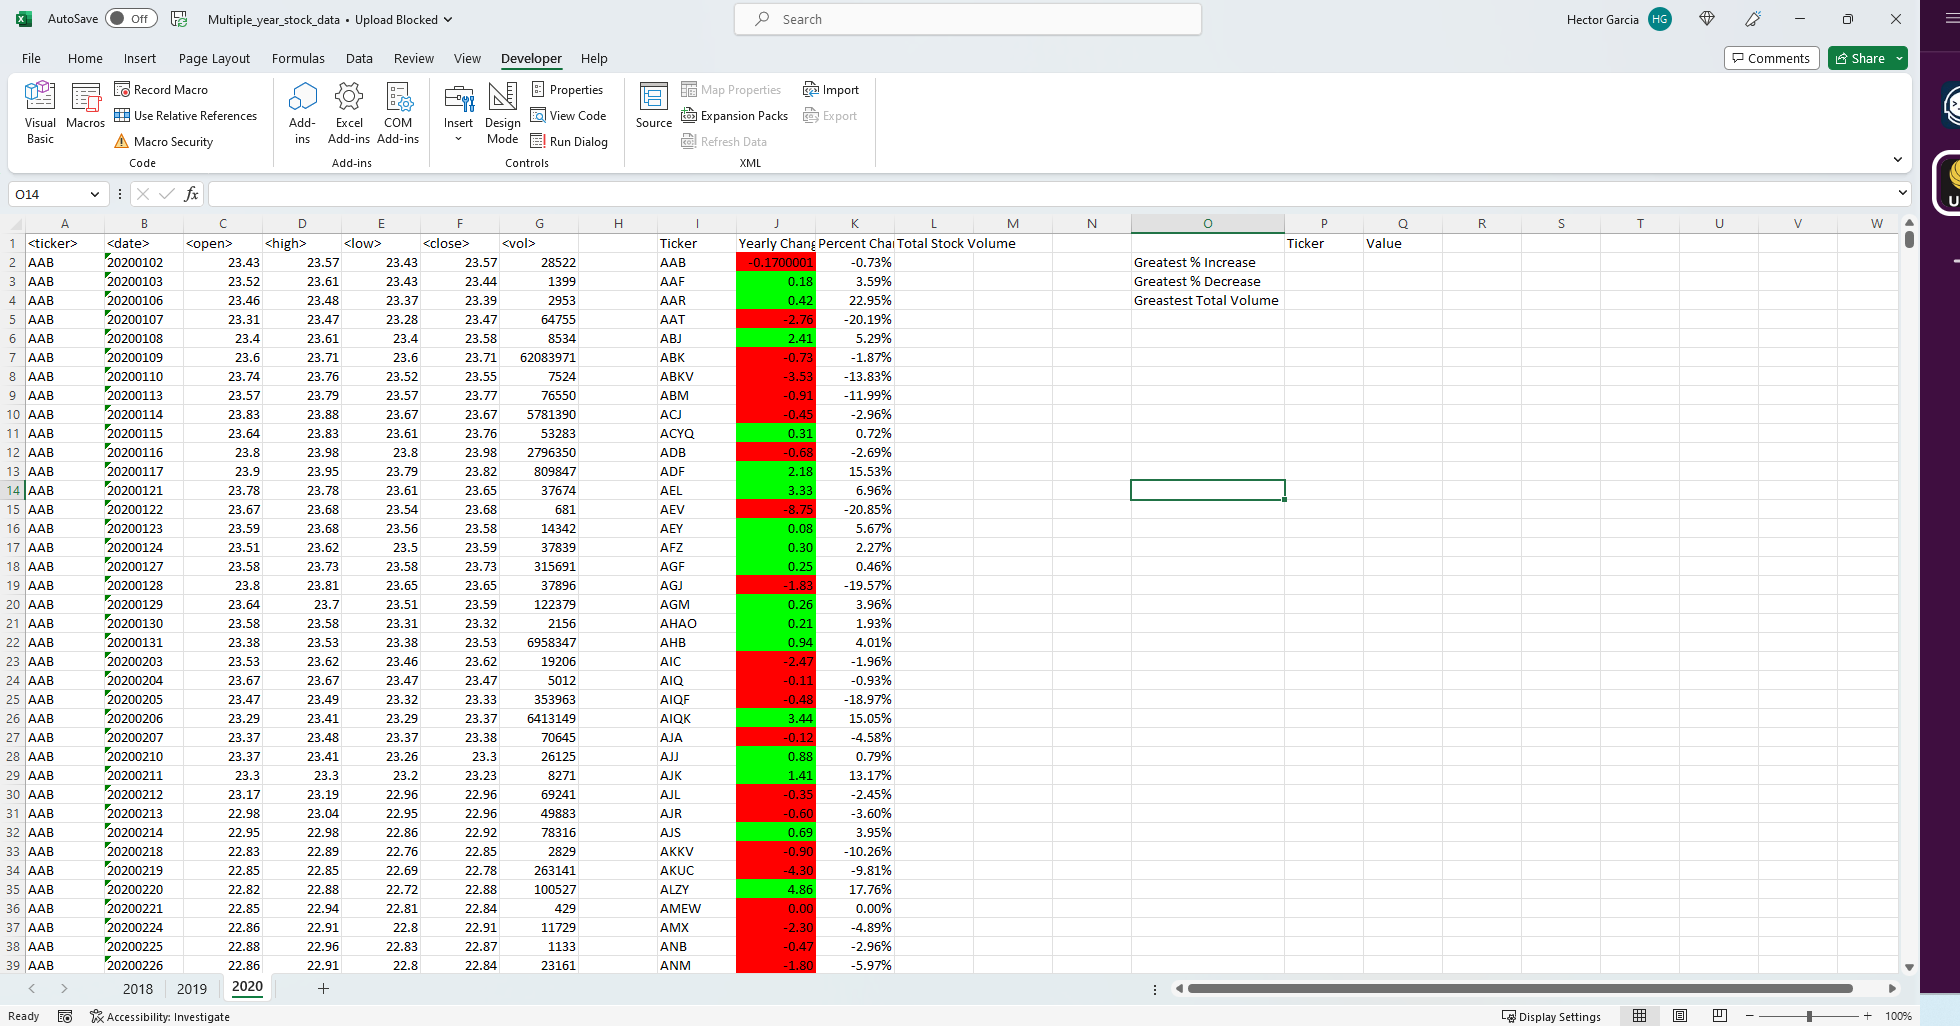 AutoSave Off Multiple_year_stock_data • Upload Blocked Search Hector Garcia HG
File Home Insert Page Layout Formulas Data Review View Developer Help Comments Share
Visual Basic
Macros
Record Macro
Use Relative References
Macro Security
Code
Add-ins
Excel Add-ins
COM Add-ins
Add-ins
Insert
Design Mode
Properties
View Code
Run Dialog
Controls
Source
Map Properties
Expansion Packs
Refresh Data
Import
Export
XML
O14 fx
A B C D E F G H I J K L M N O P Q R S T U V W
1 <ticker> <date> <open> <high> <low> <close> <vol> Ticker Yearly Chang Percent Cha Total Stock Volume Ticker Value
2 AAB 20200102 23.43 23.57 23.43 23.57 28522 AAB -0.1700001 -0.73% Greatest % Increase
3 AAB 20200103 23.52 23.61 23.43 23.44 1399 AAF 0.18 3.59% Greatest % Decrease
4 AAB 20200106 23.46 23.48 23.37 23.39 2953 AAR 0.42 22.95% Greastest Total Volume
5 AAB 20200107 23.31 23.47 23.28 23.47 64755 AAT -2.76 -20.19%
6 AAB 20200108 23.4 23.61 23.4 23.58 8534 ABJ 2.41 5.29%
7 AAB 20200109 23.6 23.71 23.6 23.71 62083971 ABK -0.73 -1.87%
8 AAB 20200110 23.74 23.76 23.52 23.55 7524 ABKV -3.53 -13.83%
9 AAB 20200113 23.57 23.79 23.57 23.77 76550 ABM -0.91 -11.99%
10 AAB 20200114 23.83 23.88 23.67 23.67 5781390 ACJ -0.45 -2.96%
11 AAB 20200115 23.64 23.83 23.61 23.76 53283 ACYQ 0.31 0.72%
12 AAB 20200116 23.8 23.98 23.8 23.98 2796350 ADB -0.68 -2.69%
13 AAB 20200117 23.9 23.95 23.79 23.82 809847 ADF 2.18 15.53%
14 AAB 20200121 23.78 23.78 23.61 23.65 37674 AEL 3.33 6.96%
15 AAB 20200122 23.67 23.68 23.54 23.68 681 AEV -8.75 -20.85%
16 AAB 20200123 23.59 23.68 23.56 23.58 14342 AEY 0.08 5.67%
17 AAB 20200124 23.51 23.62 23.5 23.59 37839 AFZ 0.30 2.27%
18 AAB 20200127 23.58 23.73 23.58 23.73 315691 AGF 0.25 0.46%
19 AAB 20200128 23.8 23.81 23.65 23.65 37896 AGJ -1.83 -19.57%
20 AAB 20200129 23.64 23.7 23.51 23.59 122379 AGM 0.26 3.96%
21 AAB 20200130 23.58 23.58 23.31 23.32 2156 AHAO 0.21 1.93%
22 AAB 20200131 23.38 23.53 23.38 23.53 6958347 AHB 0.94 4.01%
23 AAB 20200203 23.53 23.62 23.46 23.62 19206 AIC -2.47 -1.96%
24 AAB 20200204 23.67 23.67 23.47 23.47 5012 AIQ -0.11 -0.93%
25 AAB 20200205 23.47 23.49 23.32 23.33 353963 AIQF -0.48 -18.97%
26 AAB 20200206 23.29 23.41 23.29 23.37 6413149 AIQK 3.44 15.05%
27 AAB 20200207 23.37 23.48 23.37 23.38 70645 AJA -0.12 -4.58%
28 AAB 20200210 23.37 23.41 23.26 23.3 26125 AJJ 0.88 0.79%
29 AAB 20200211 23.3 23.3 23.2 23.23 8271 AJK 1.41 13.17%
30 AAB 20200212 23.17 23.19 22.96 22.96 69241 AJL -0.35 -2.45%
31 AAB 20200213 22.98 23.04 22.95 22.96 49883 AJR -0.60 -3.60%
32 AAB 20200214 22.95 22.98 22.86 22.92 78316 AJS 0.69 3.95%
33 AAB 20200218 22.83 22.89 22.76 22.85 2829 AKKV -0.90 -10.26%
34 AAB 20200219 22.85 22.85 22.69 22.78 263141 AKUC -4.30 -9.81%
35 AAB 20200220 22.82 22.88 22.72 22.88 100527 ALZY 4.86 17.76%
36 AAB 20200221 22.85 22.94 22.81 22.84 429 AMEW 0.00 0.00%
37 AAB 20200224 22.86 22.91 22.8 22.91 11729 AMX -2.30 -4.89%
38 AAB 20200225 22.88 22.96 22.83 22.87 1133 ANB -0.47 -2.96%
39 AAB 20200226 22.86 22.91 22.8 22.84 23161 ANM -1.80 -5.97%
2018 2019 2020
Ready Accessibility: Investigate Display Settings 100%